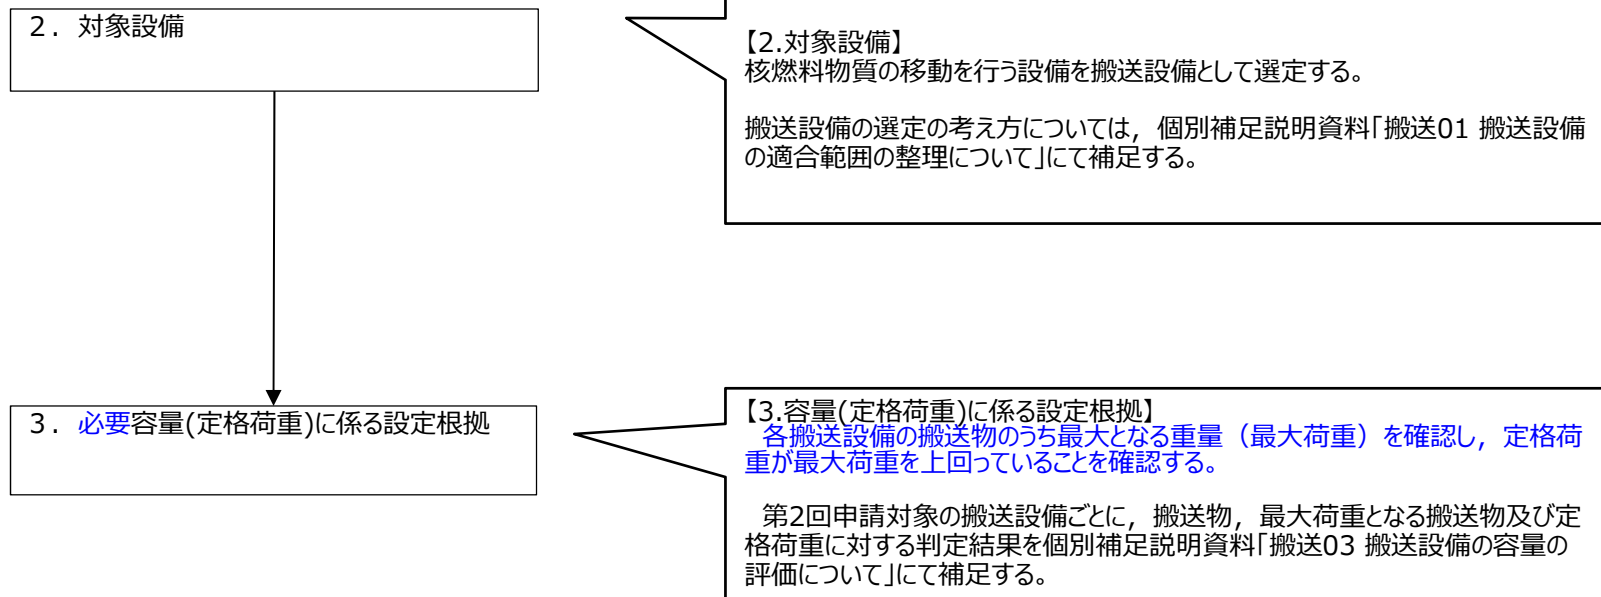 2. 対象設備
【2.対象設備】
核燃料物質の移動を行う設備を搬送設備として選定する。
搬送設備の選定の考え方については，個別補足説明資料「搬送01 搬送設備
の適合範囲の整理について」にて補足する。
3. 必要容量(定格荷重)に係る設定根拠
【3.容量(定格荷重)に係る設定根拠】
各搬送設備の搬送物のうち最大となる重量（最大荷重）を確認し，定格荷
重が最大荷重を上回っていることを確認する。
第2回申請対象の搬送設備ごとに，搬送物，最大荷重となる搬送物及び定
格荷重に対する判定結果を個別補足説明資料「搬送03 搬送設備の容量の
評価について」にて補足する。